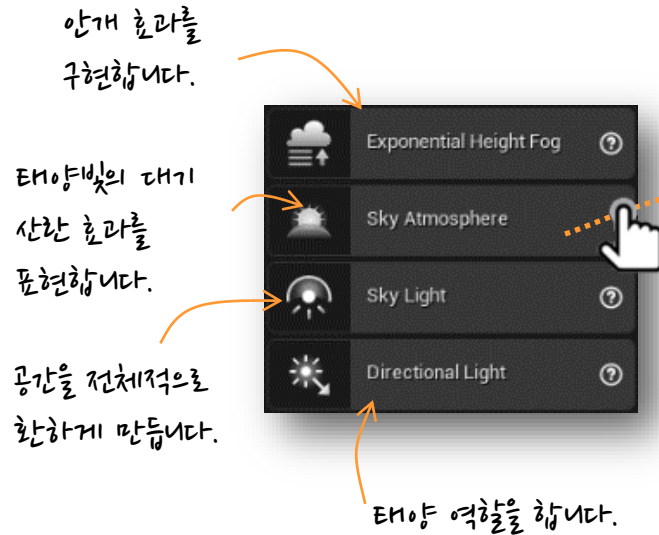 안개 효과를
구현합니다.
Exponential Height Fog
태양빛의 대기
산란 효과를
표현합니다.
Sky Atmosphere
Sky Light
공간을 전체적으로
환하게 만듭니다.
Directional Light
태양 역할을 합니다.